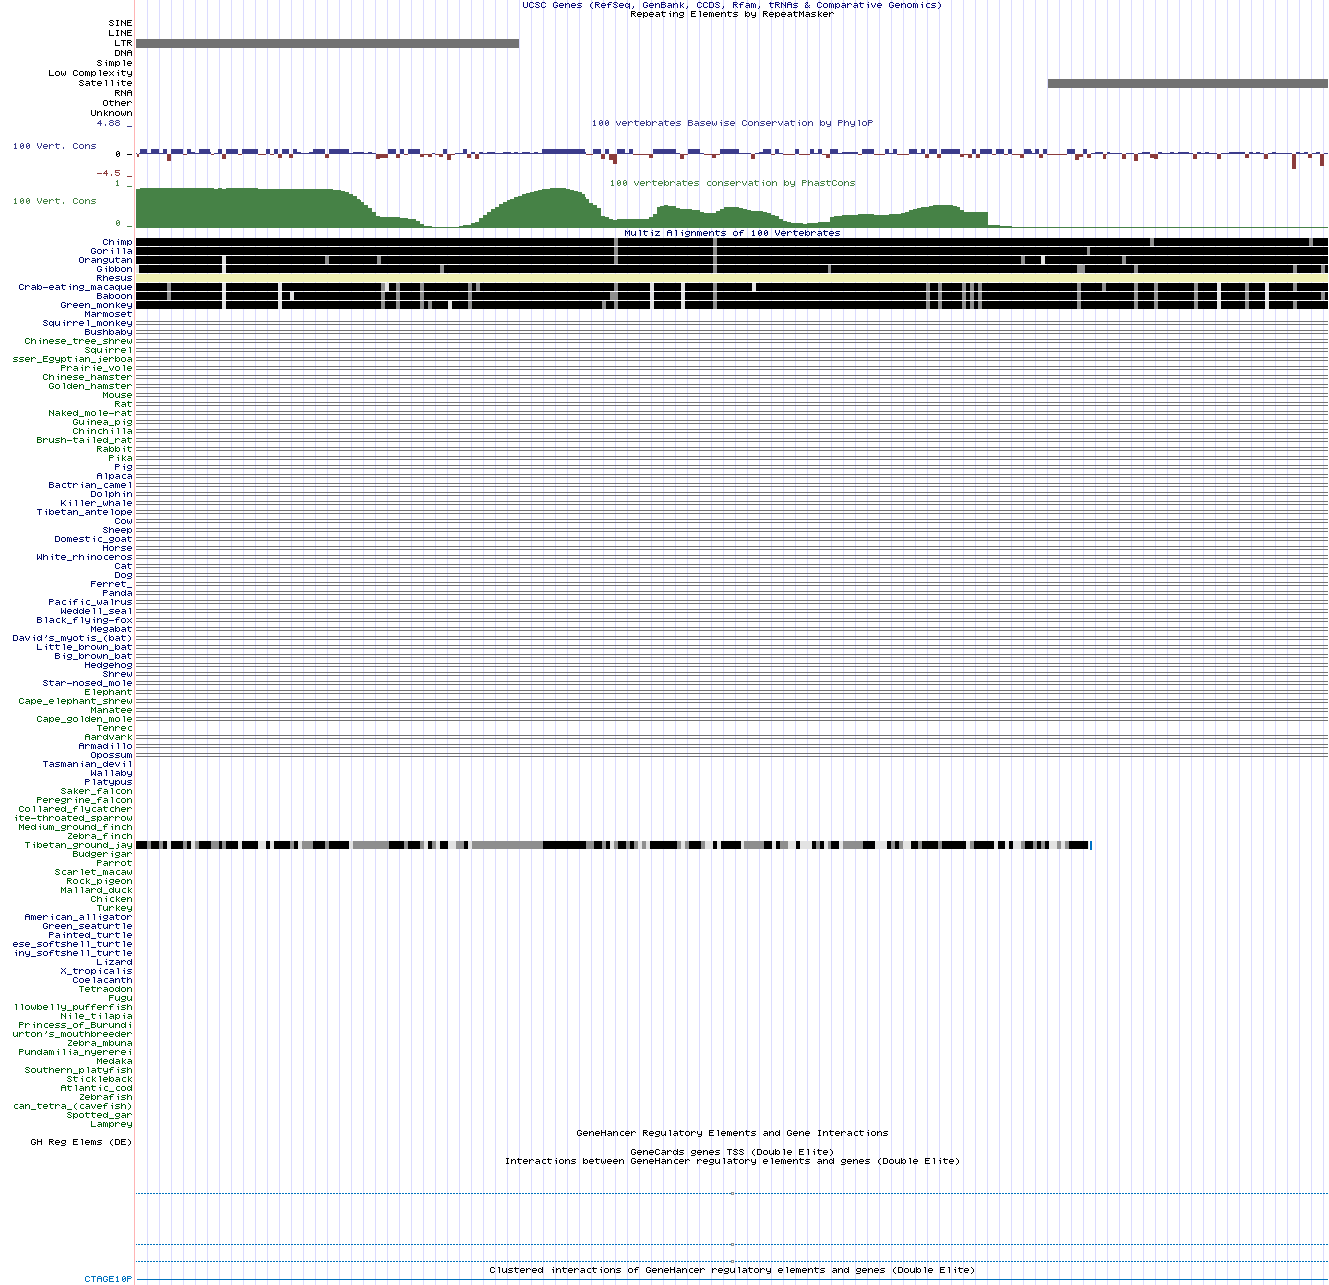 UCSC Genes (RefSeq, GenBank, CCDS, Rfam, tRNAs & Comparative Genomics)
Repeating Elements by RepeatMasker
SINE
LINE
LTR
DNA
Simple
Low Complexity
Satellite
RNA
Other
Unknown
100 vertebrates Basewise Conservation by PhyloP
4.88 _
100 Vert. Cons
0 -
-4.5 _
100 vertebrates conservation by PhastCons
1 _
100 Vert. Cons
0 _
Multiz Alignments of 100 Vertebrates
Chimp
Gorilla
Orangutan
Gibbon
Rhesus
Crab-eating_macaque
Baboon
Green_monkey
Marmoset
Squirrel_monkey
Bushbaby
Chinese_tree_shrew
Squirrel
sser_Egyptian_jerboa
Prairie_vole
Chinese_hamster
Golden_hamster
Mouse
Rat
Naked_mole-rat
Guinea_pig
Chinchilla
Brush-tailed_rat
Rabbit
Pika
Pig
Alpaca
Bactrian_camel
Dolphin
Killer_whale
Tibetan_antelope
Cow
Sheep
Domestic_goat
Horse
White_rhinoceros
Cat
Dog
Ferret_
Panda
Pacific_walrus
Weddell_seal
Black_flying-fox
Megabat
David's_myotis_(bat)
Little_brown_bat
Big_brown_bat
Hedgehog
Shrew
Star-nosed_mole
Elephant
Cape_elephant_shrew
Manatee
Cape_golden_mole
Tenrec
Aardvark
Armadillo
Opossum
Tasmanian_devil
Wallaby
Platypus
Saker_falcon
Peregrine_falcon
Collared_flycatcher
ite-throated_sparrow
Medium_ground_finch
Zebra_finch
Tibetan_ground_jay
Budgerigar
Parrot
Scarlet_macaw
Rock_pigeon
Mallard_duck
Chicken
Turkey
American_alligator
Green_seaturtle
Painted_turtle
ese_softshell_turtle
iny_softshell_turtle
Lizard
X_tropicalis
Coelacanth
Tetraodon
Fugu
llowbelly_pufferfish
Nile_tilapia
Princess_of_Burundi
urton's_mouthbreeder
Zebra_mbuna
Pundamilia_nyererei
Medaka
Southern_platyfish
Stickleback
Atlantic_cod
Zebrafish
can_tetra_(cavefish)
Spotted_gar
Lamprey
GeneHancer Regulatory Elements and Gene Interactions
GH Reg Elems (DE)
GeneCards genes TSS (Double Elite)
Interactions between GeneHancer regulatory elements and genes (Double Elite)
Clustered interactions of GeneHancer regulatory elements and genes (Double Elite)
CTAGE10P